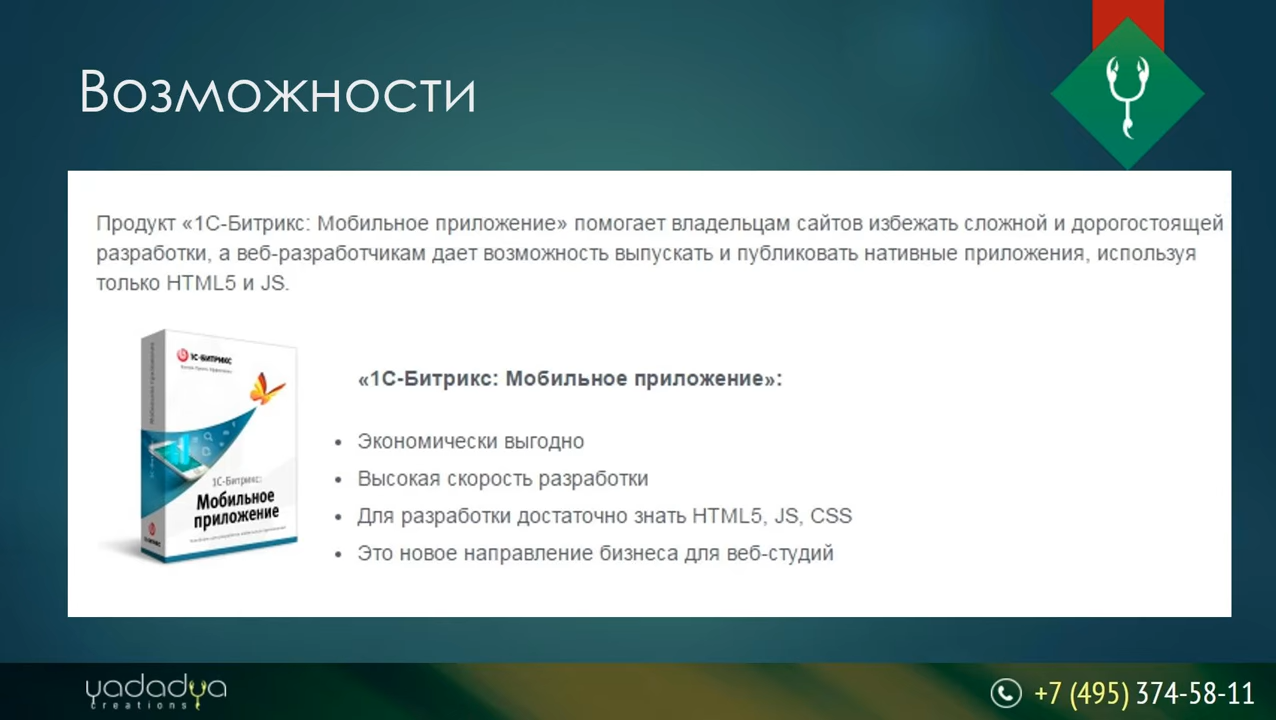 Возможности
Продукт «1С-Битрикс: Мобильное приложение» помогает владельцам сайтов избежать сложной и дорогостоящей
разработки, а веб-разработчикам дает возможность выпускать и публиковать нативные приложения, используя
только HTML5 и JS.
1С-БИТРИКС
1С-Битрикс:
Мобильное
приложение
«1С-Битрикс: Мобильное приложение»:
• Экономически выгодно
• Высокая скорость разработки
• Для разработки достаточно знать HTML5, JS, CSS
• Это новое направление бизнеса для веб-студий
yadadya
creations
+7 (495) 374-58-11